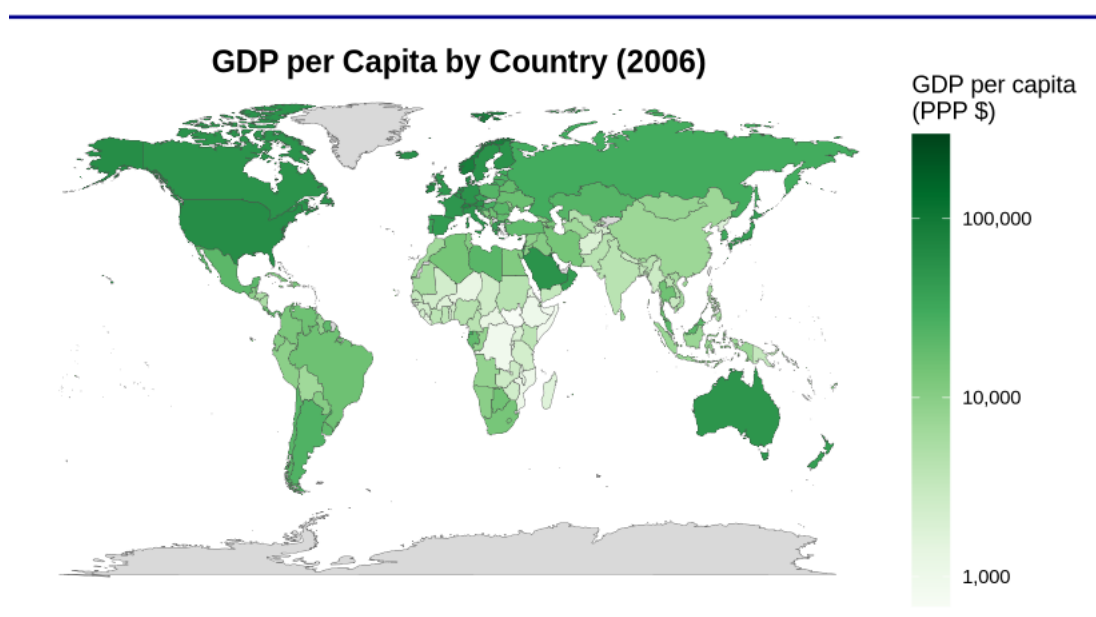 GDP per Capita by Country (2006)
GDP per capita
(PPP $)
100,000
10,000
1,000